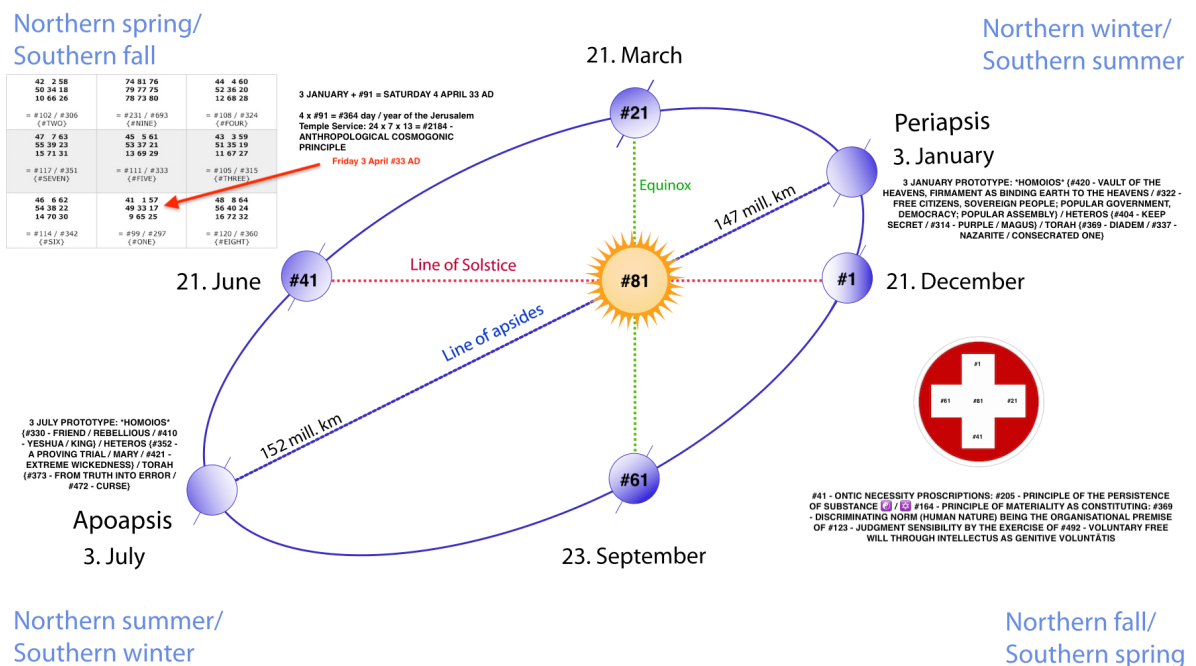 Northern spring/
Southern fall
Northern winter/
Southern summer
42 2 58
50 34 18
10 66 26
= #102 / #306
{#TWO}
74 81 76
79 77 75
78 73 80
= #231 / #693
{#NINE}
44 4 60
52 36 20
12 68 28
= #108 / #324
{#FOUR}
47 7 63
55 39 23
15 71 31
= #117 / #351
{#SEVEN}
45 5 61
53 37 21
13 69 29
= #111 / #333
{#FIVE}
43 3 59
51 35 19
11 67 27
= #105 / #315
{#THREE}
46 6 62
54 38 22
14 70 30
= #114 / #342
{#SIX}
41 1 57
49 33 17
9 65 25
= #99 / #297
{#ONE}
48 8 64
56 40 24
16 72 32
= #120 / #360
{#EIGHT}
3 JANUARY + #91 = SATURDAY 4 APRIL 33 AD
4 x #91 = #364 day / year of the Jerusalem
Temple Service: 24 x 7 x 13 = #2184 -
ANTHROPOLOGICAL COSMOGONIC
PRINCIPLE
Friday 3 April #33 AD
21. March
#21
Equinox
Periapsis
3. January
147 mill. km
3 JANUARY PROTOTYPE: *HOMOIOS* {#420 - VAULT OF THE
HEAVENS, FIRMAMENT AS BINDING EARTH TO THE HEAVENS / #322 -
FREE CITIZENS, SOVEREIGN PEOPLE; POPULAR GOVERNMENT,
DEMOCRACY; POPULAR ASSEMBLY} / HETEROS {#404 - KEEP
SECRET / #314 - PURPLE / MAGUS} / TORAH {#369 - DIADEM / #337 -
NAZARITE / CONSECRATED ONE}
21. June
#41
Line of Solstice
#81
#1
21. December
Line of apsides
152 mill. km
#1
#61
#81
#21
#41
3 JULY PROTOTYPE: *HOMOIOS*
{#330 - FRIEND / REBELLIOUS / #410
- YESHUA / KING} / HETEROS {#352 -
A PROVING TRIAL / MARY / #421 -
EXTREME WICKEDNESS} / TORAH
{#373 - FROM TRUTH INTO ERROR /
#472 - CURSE}
Apoapsis
3. July
#61
23. September
#41 - ONTIC NECESSITY PROSCRIPTIONS: #205 - PRINCIPLE OF THE PERSISTENCE
OF SUBSTANCE ☯️ / 🔯 #164 - PRINCIPLE OF MATERIALITY AS CONSTITUTING: #369
- DISCRIMINATING NORM (HUMAN NATURE) BEING THE ORGANISATIONAL PREMISE
OF #123 - JUDGMENT SENSIBILITY BY THE EXERCISE OF #492 - VOLUNTARY FREE
WILL THROUGH INTELLECTUS AS GENITIVE VOLUNTĀTIS
Northern summer/
Southern winter
Northern fall/
Southern spring